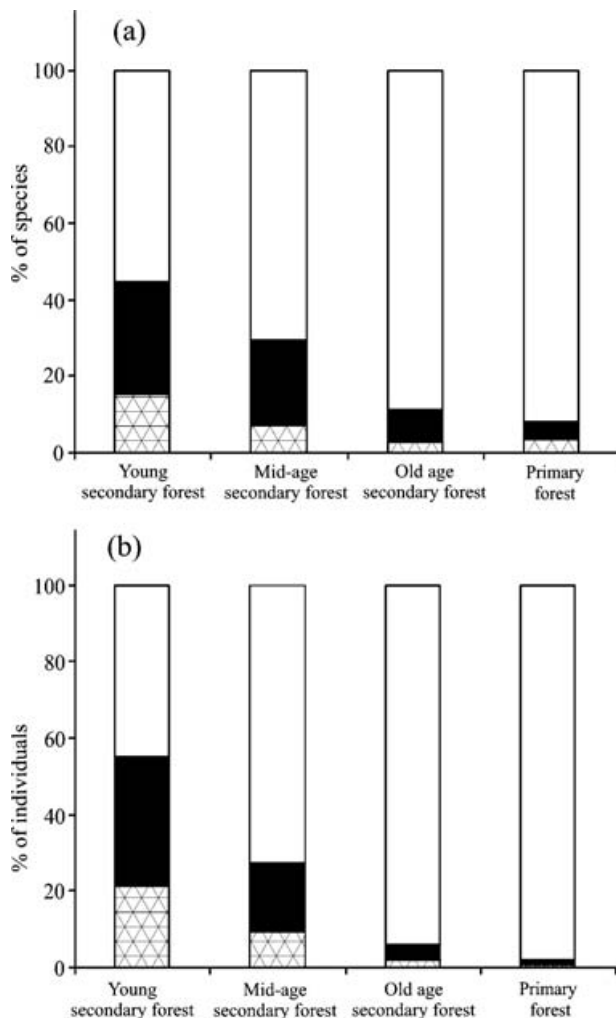 (a)
100
80
60
40
20
0
% of species
Young
secondary forest
Mid-age
secondary forest
Old age
secondary forest
Primary
forest
(b)
100
80
60
40
20
0
% of individuals
Young
secondary forest
Mid-age
secondary forest
Old age
secondary forest
Primary
forest